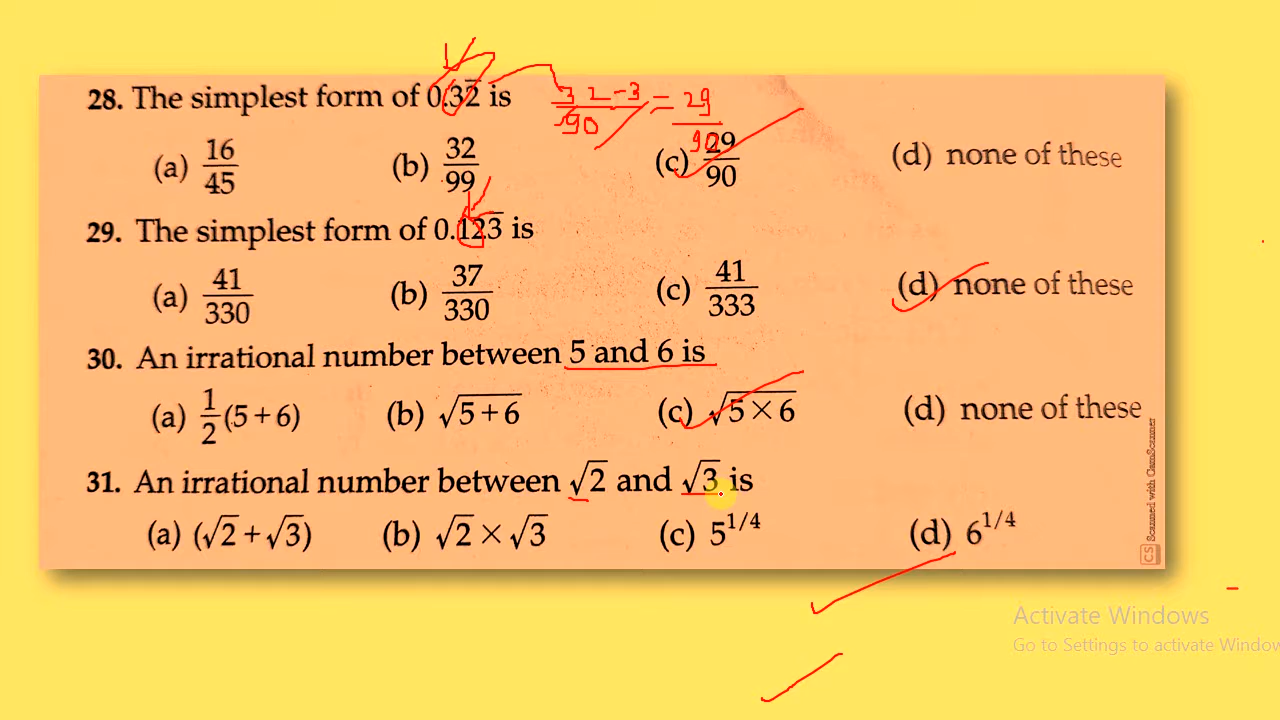 28. The simplest form of 0.32̅ is
32-3/90 = 29/90
(a) 16/45 (b) 32/99 (c) 29/90 (d) none of these
29. The simplest form of 0.123̅ is
(a) 41/330 (b) 37/330 (c) 41/333 (d) none of these
30. An irrational number between 5 and 6 is
(a) 1/2(5+6) (b) √(5+6) (c) √(5×6) (d) none of these
31. An irrational number between √2 and √3 is
(a) (√2+√3) (b) √2×√3 (c) 5^1/4 (d) 6^1/4
CS Scanned with CamScanner
Activate Windows
Go to Settings to activate Window